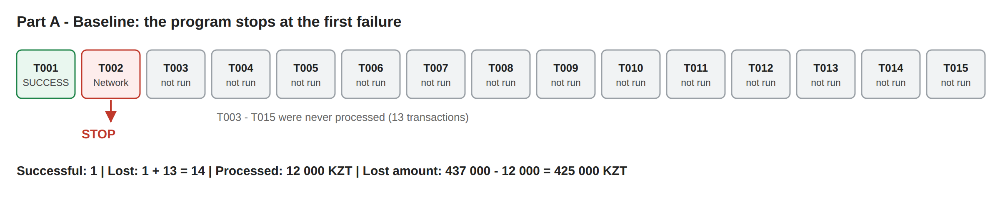 Part A - Baseline: the program stops at the first failure
T001 T002 T003 T004 T005 T006 T007 T008 T009 T010 T011 T012 T013 T014 T015
SUCCESS Network not run not run not run not run not run not run not run not run not run not run not run not run not run
T003 - T015 were never processed (13 transactions)
STOP
Successful: 1 | Lost: 1 + 13 = 14 | Processed: 12 000 KZT | Lost amount: 437 000 - 12 000 = 425 000 KZT